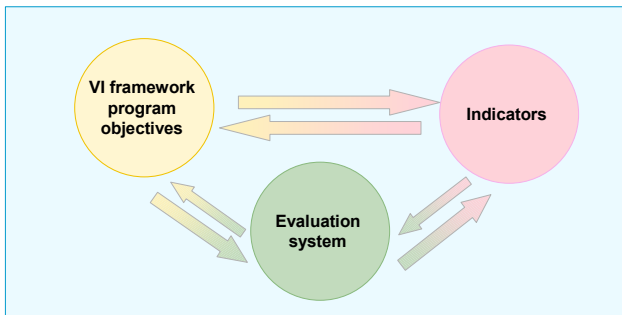 VI framework
program
objectives
Indicators
Evaluation
system